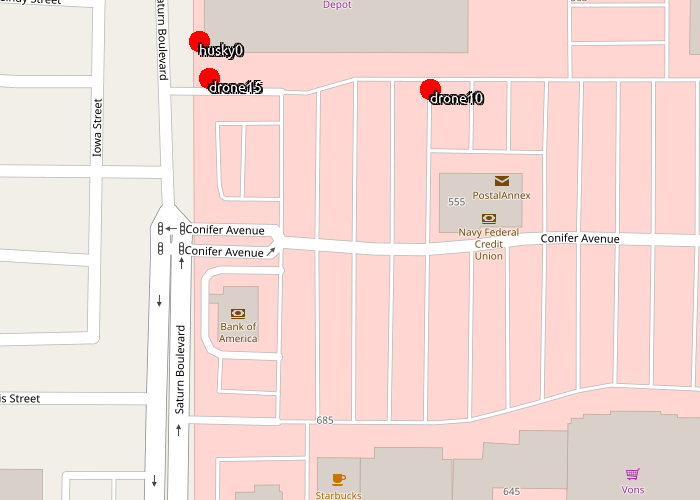 Depot
Saturn Boulevard
husky0
drone15
drone10
Iowa Street
555
PostalAnnex
Navy Federal
Credit
Union
Conifer Avenue
Conifer Avenue
Conifer Avenue
Bank of
America
Saturn Boulevard
is Street
685
Starbucks
645
Vons